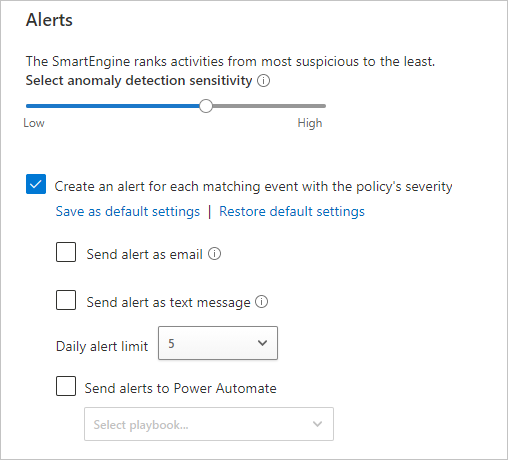 Alerts
The SmartEngine ranks activities from most suspicious to the least.
Select anomaly detection sensitivity
Low High
Create an alert for each matching event with the policy's severity
Save as default settings | Restore default settings
Send alert as email
Send alert as text message
Daily alert limit 5
Send alerts to Power Automate
Select playbook...